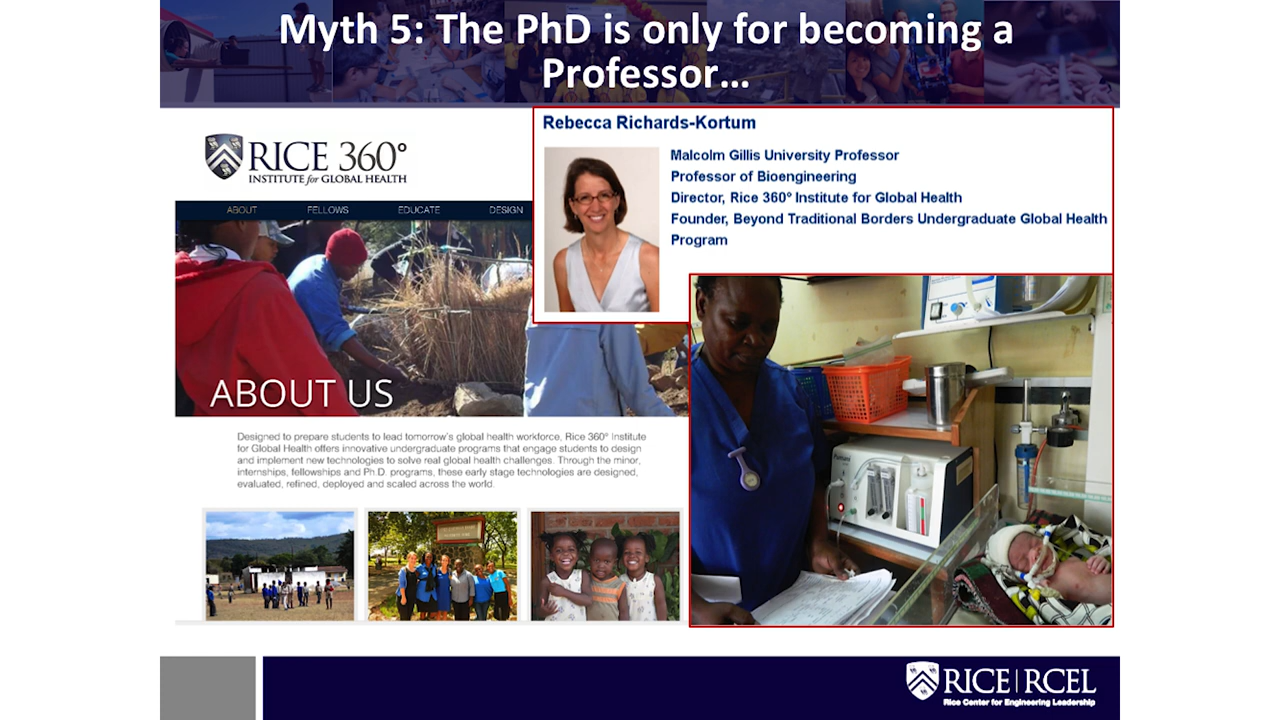 Myth 5: The PhD is only for becoming a
Professor...
RICE 360°
INSTITUTE for GLOBAL HEALTH
ABOUT FELLOWS EDUCATE DESIGN
Rebecca Richards-Kortum
Malcolm Gillis University Professor
Professor of Bioengineering
Director, Rice 360° Institute for Global Health
Founder, Beyond Traditional Borders Undergraduate Global Health
Program
ABOUT US
Designed to prepare students to lead tomorrow's global health workforce, Rice 360° Institute
for Global Health offers innovative undergraduate programs that engage students to design
and implement new technologies to solve real global health challenges. Through the minor,
internships, fellowships and Ph.D. programs, these early stage technologies are designed,
evaluated, refined, deployed and scaled across the world.
Pumani
RICE | RCEL
Rice Center for Engineering Leadership